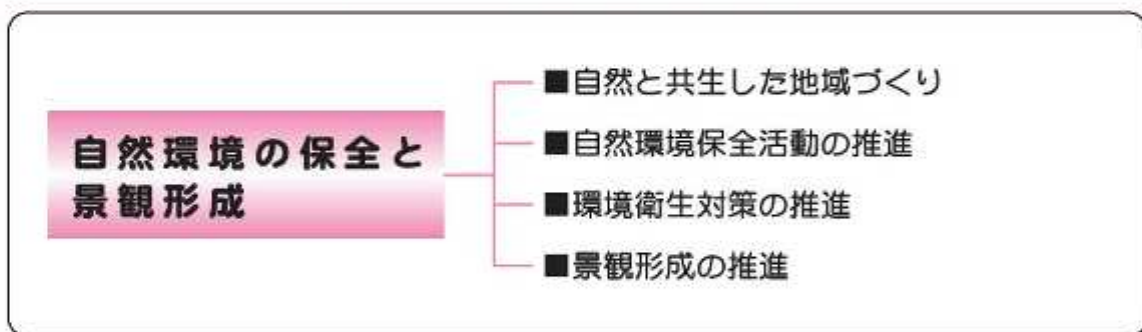 自然環境の保全と
景観形成
■自然と共生した地域づくり
■自然環境保全活動の推進
■環境衛生対策の推進
■景観形成の推進